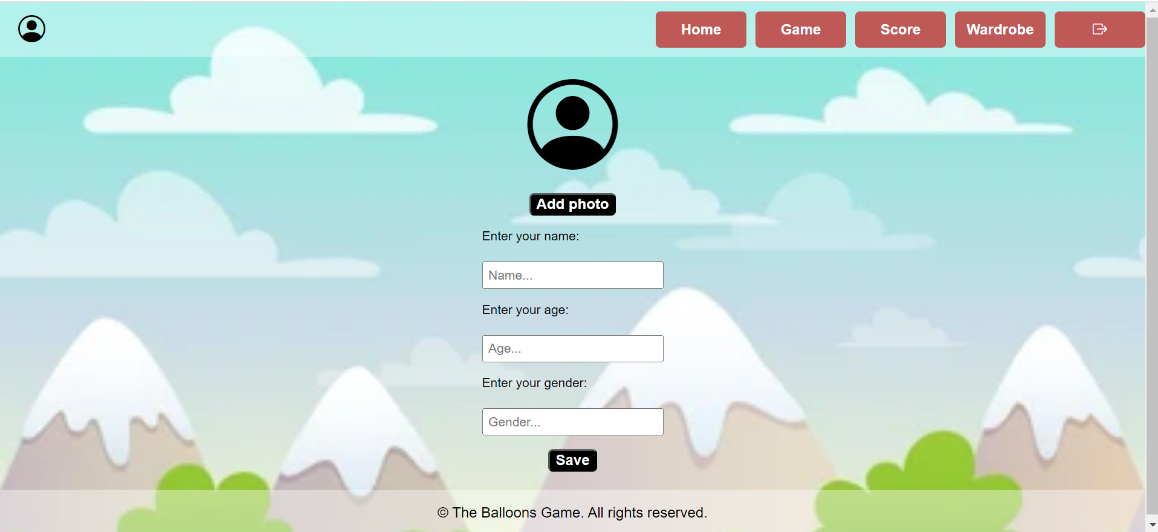 Home Game Score Wardrobe
Add photo
Enter your name:
Name...
Enter your age:
Age...
Enter your gender:
Gender...
Save
© The Balloons Game. All rights reserved.